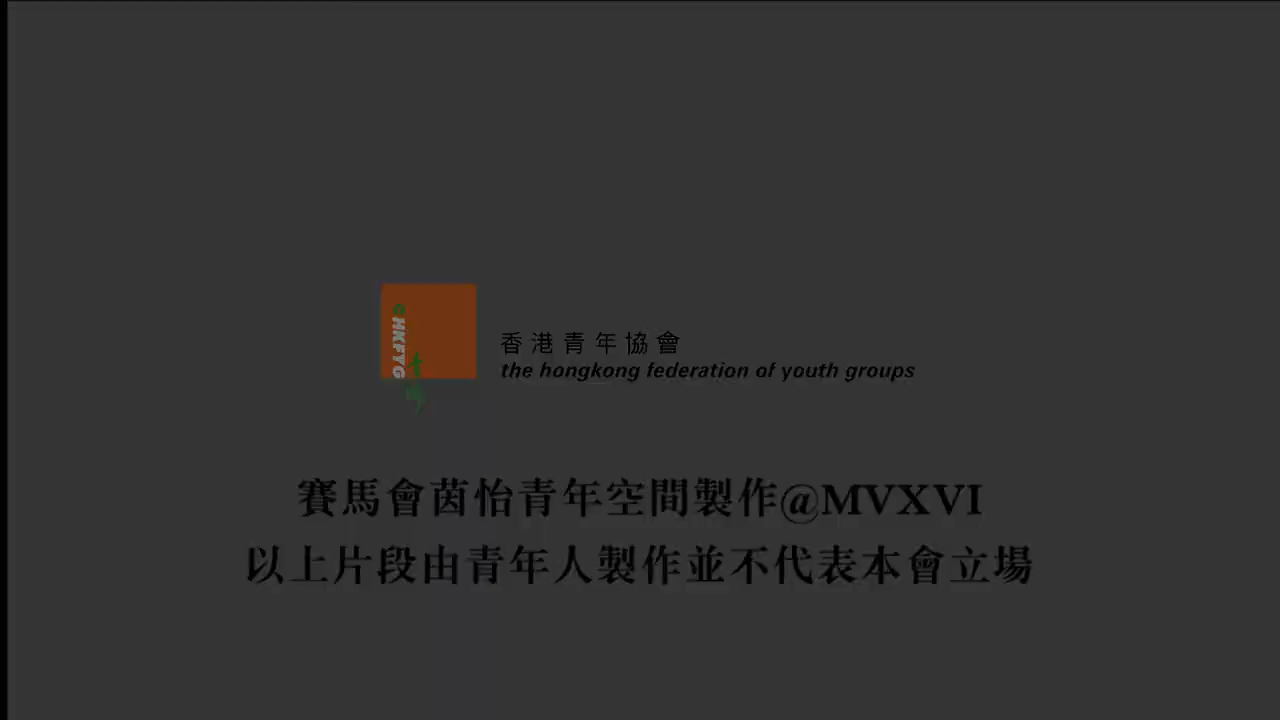 HKFYG
青協
香港青年協會
the hongkong federation of youth groups
賽馬會茵怡青年空間製作@MVXVI
以上片段由青年人製作並不代表本會立場